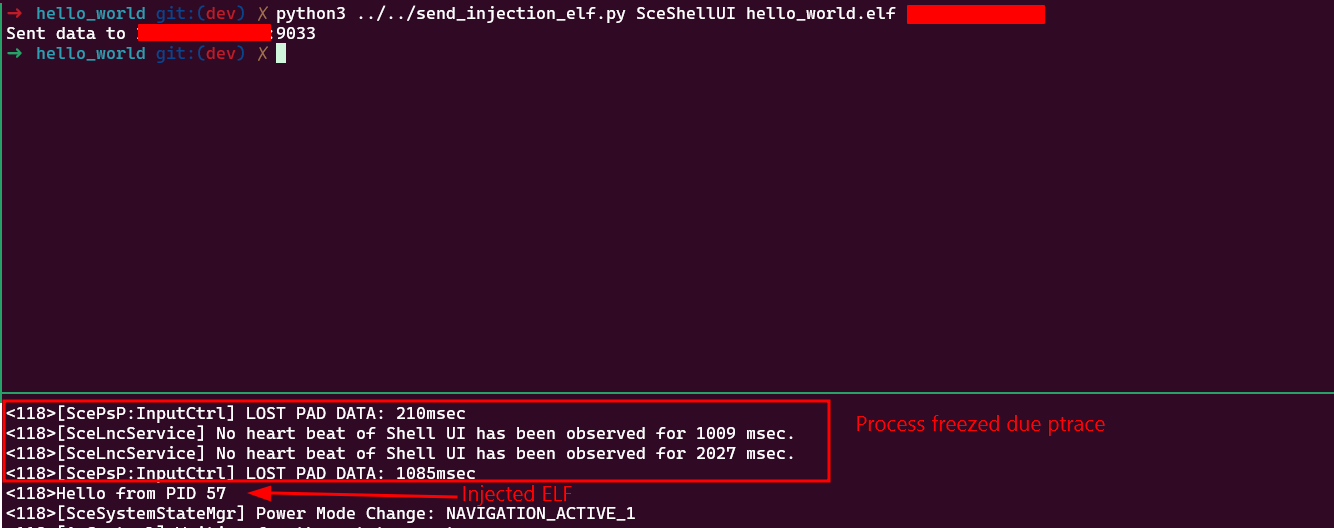 → hello_world git:(dev) ✗ python3 ../../send_injection_elf.py SceShellUI hello_world.elf
Sent data to :9033
→ hello_world git:(dev) ✗
<118>[ScePsP:InputCtrl] LOST PAD DATA: 210msec
<118>[SceLncService] No heart beat of Shell UI has been observed for 1009 msec.
Process freezed due ptrace
<118>[SceLncService] No heart beat of Shell UI has been observed for 2027 msec.
<118>[ScePsP:InputCtrl] LOST PAD DATA: 1085msec
<118>Hello from PID 57
Injected ELF
<118>[SceSystemStateMgr] Power Mode Change: NAVIGATION_ACTIVE_1